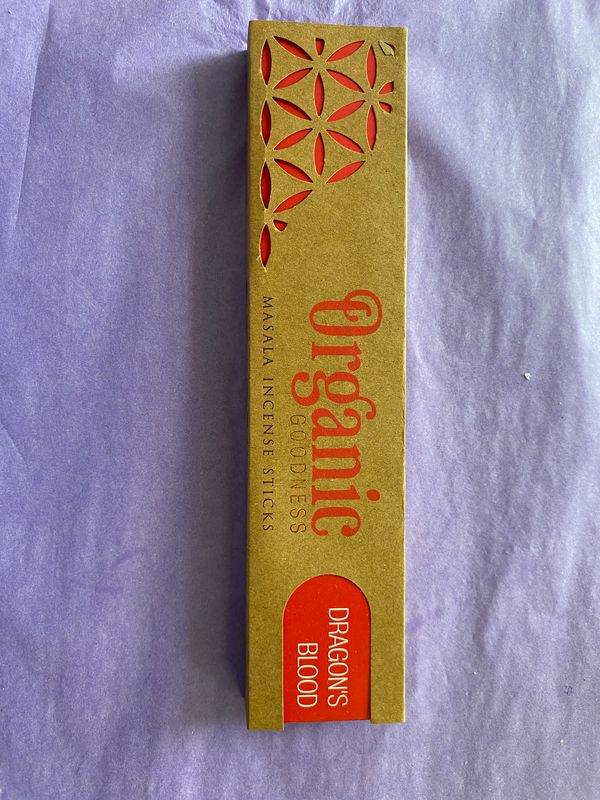 Organic
GOODNESS
MASALA INCENSE STICKS
DRAGON'S
BLOOD